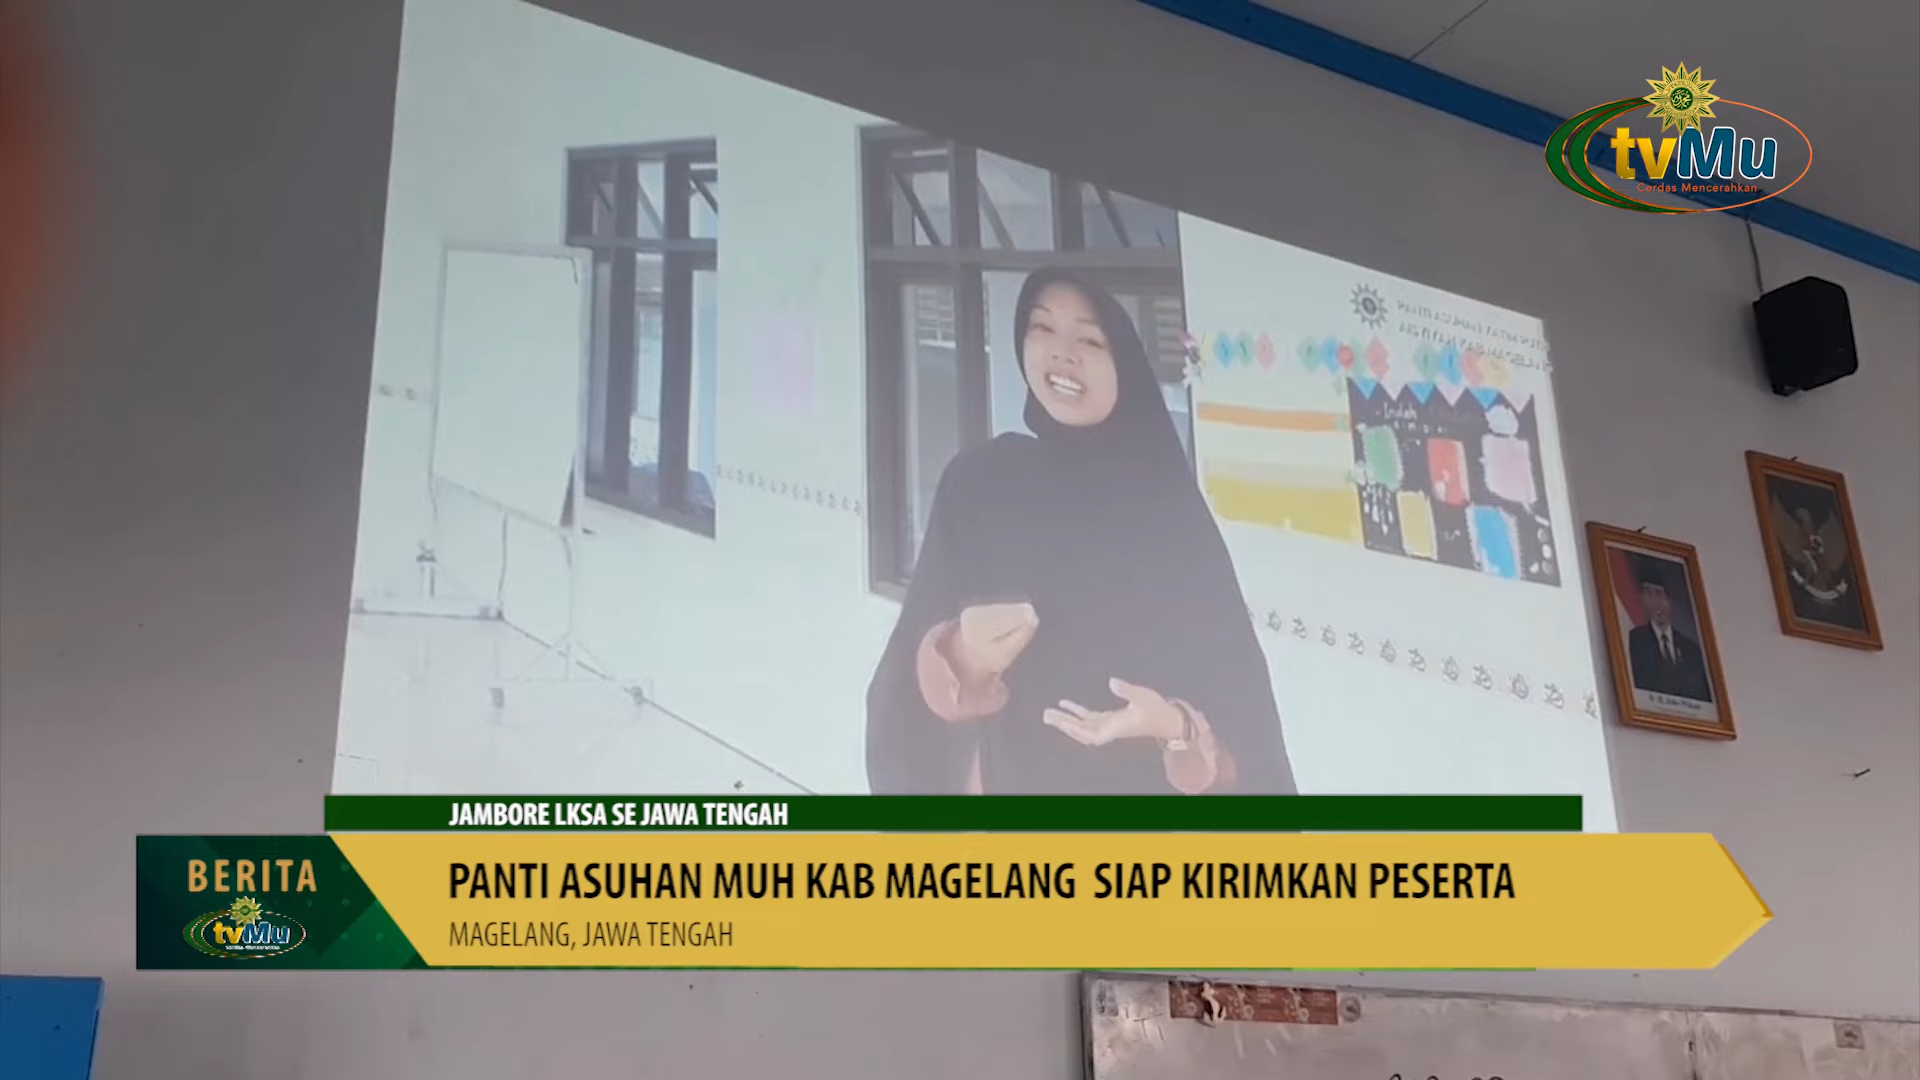 tvMu
Cerdas Mencerahkan
Indah
JAMBORE LKSA SE JAWA TENGAH
BERITA
PANTI ASUHAN MUH KAB MAGELANG SIAP KIRIMKAN PESERTA
tvMu
MAGELANG, JAWA TENGAH